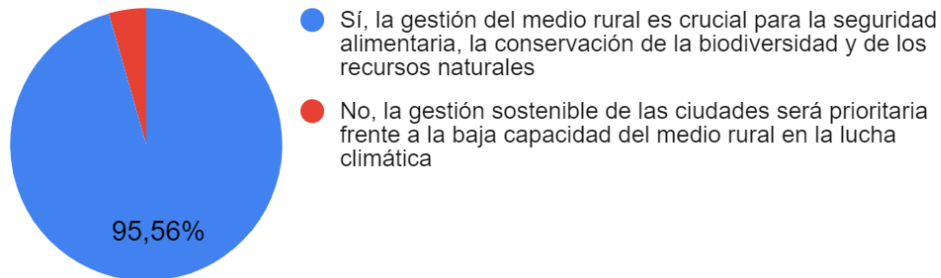 Sí, la gestión del medio rural es crucial para la seguridad
alimentaria, la conservación de la biodiversidad y de los
recursos naturales
No, la gestión sostenible de las ciudades será prioritaria
frente a la baja capacidad del medio rural en la lucha
climática
95,56%